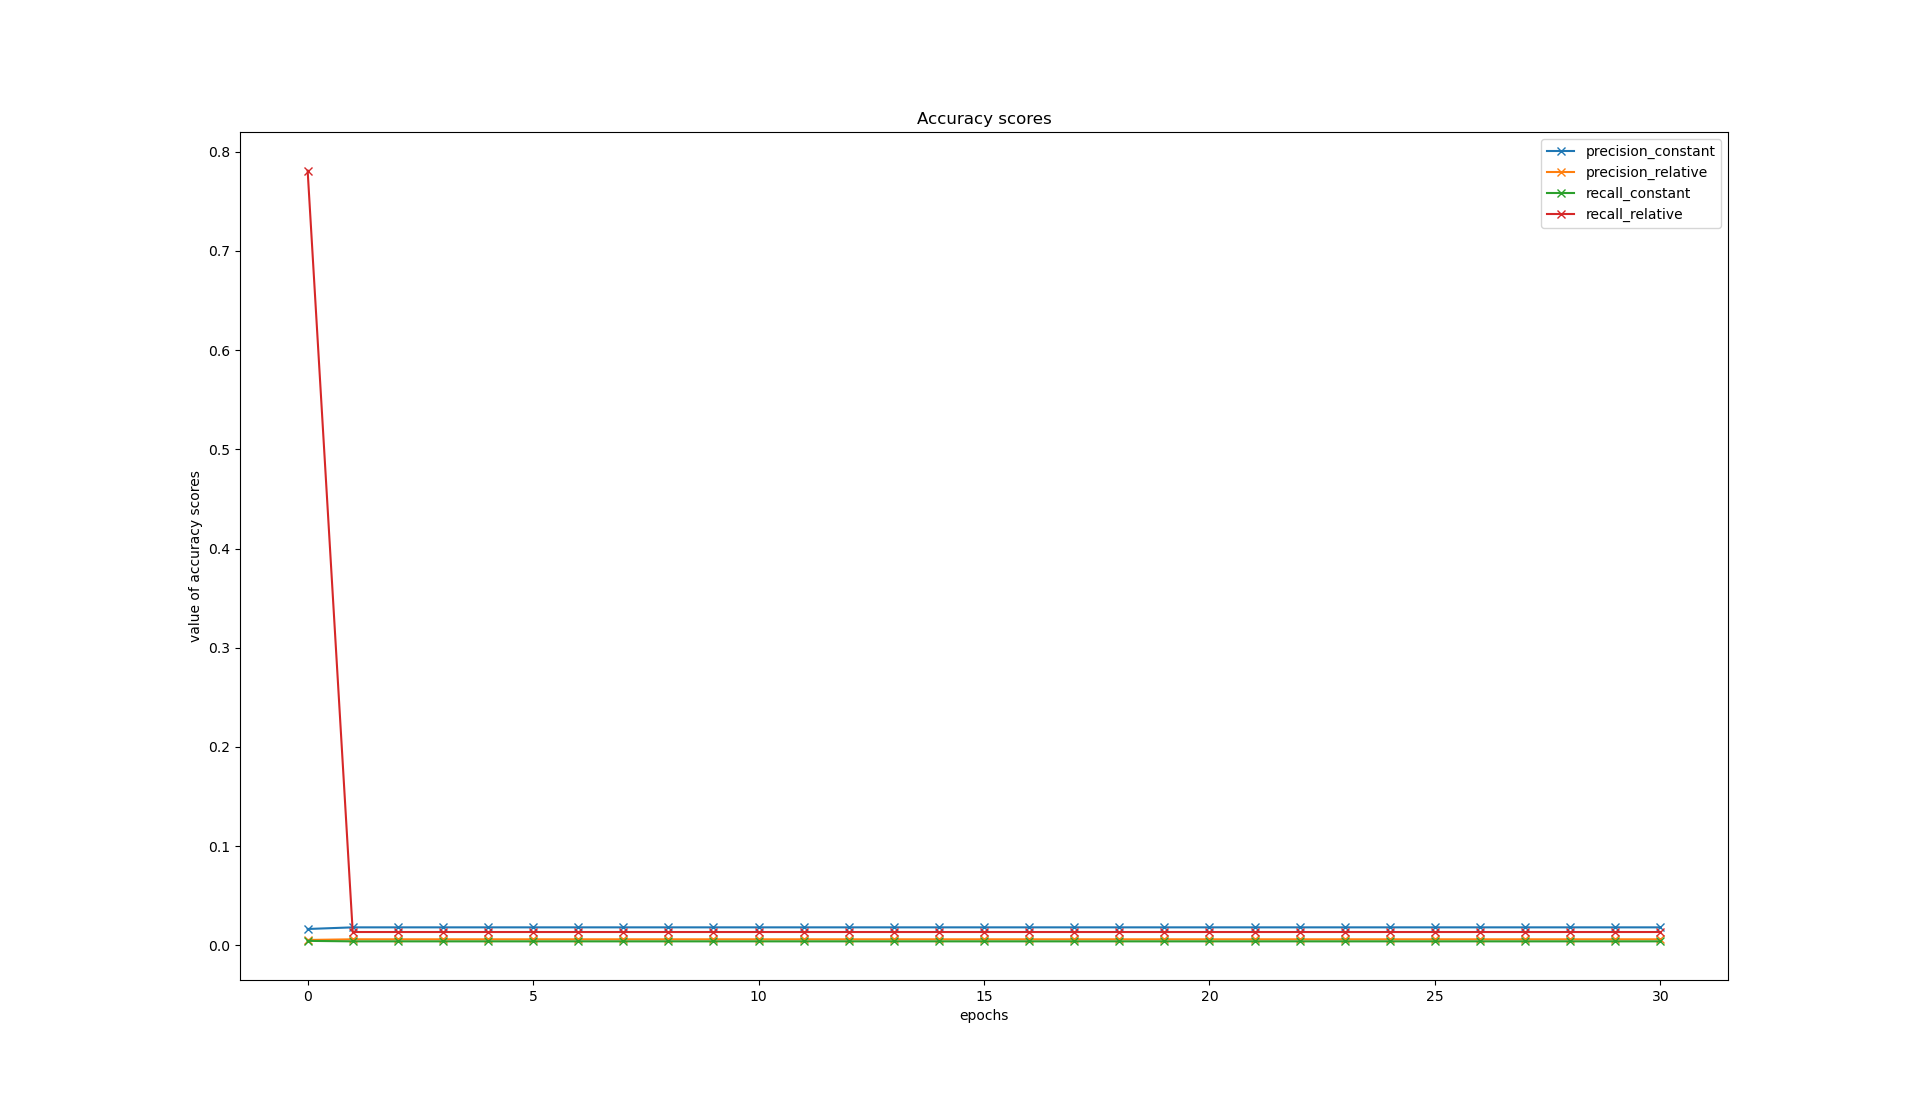 Accuracy scores
precision_constant
precision_relative
recall_constant
recall_relative
value of accuracy scores
0.8
0.7
0.6
0.5
0.4
0.3
0.2
0.1
0.0
0 5 10 15 20 25 30
epochs